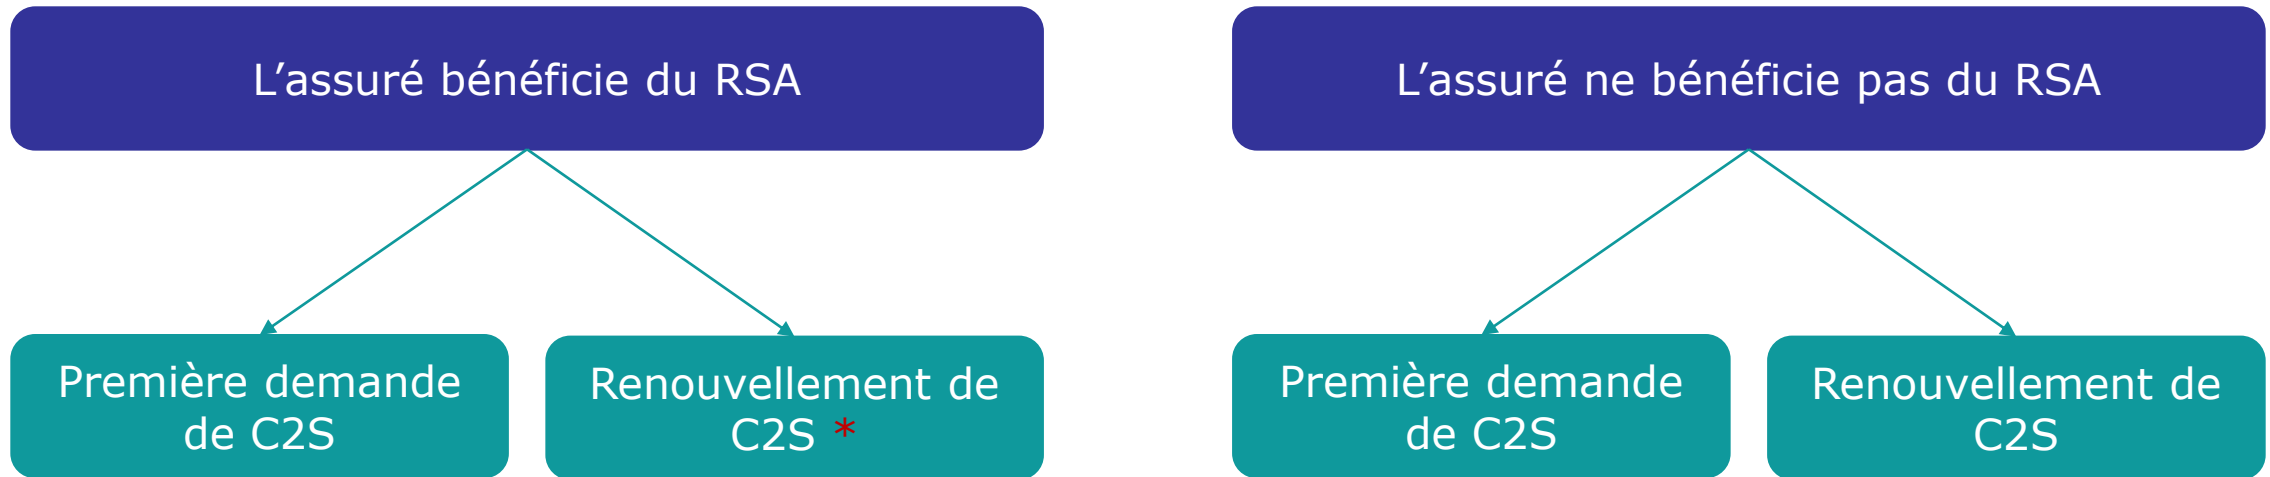 L’assuré bénéficie du RSA
L’assuré ne bénéficie pas du RSA
Première demande
de C2S
Renouvellement de
C2S *
Première demande
de C2S
Renouvellement de
C2S